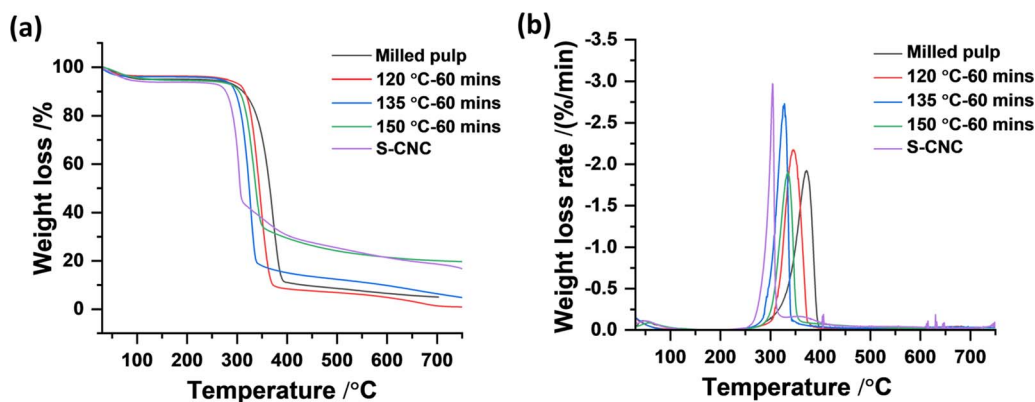 (a)
Weight loss /%
100
80
60
40
20
0
100 200 300 400 500 600 700
Temperature /°C
Milled pulp
120 °C-60 mins
135 °C-60 mins
150 °C-60 mins
S-CNC
(b)
Weight loss rate /(%/min)
-3.5
-3.0
-2.5
-2.0
-1.5
-1.0
-0.5
0.0
100 200 300 400 500 600 700
Temperature /°C
Milled pulp
120 °C-60 mins
135 °C-60 mins
150 °C-60 mins
S-CNC